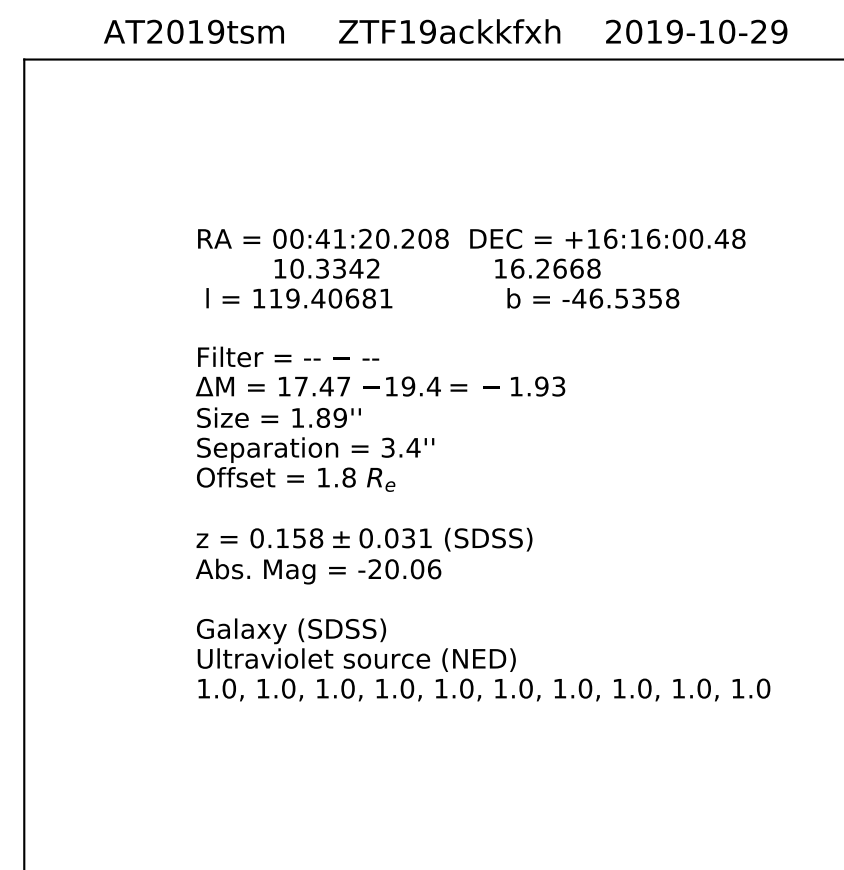 AT2019tsm ZTF19ackkfxh 2019-10-29
RA = 00:41:20.208 DEC = +16:16:00.48
10.3342 16.2668
l = 119.40681 b = -46.5358
Filter = -- − --
ΔM = 17.47 −19.4 = − 1.93
Size = 1.89''
Separation = 3.4''
Offset = 1.8 Re
z = 0.158 ± 0.031 (SDSS)
Abs. Mag = -20.06
Galaxy (SDSS)
Ultraviolet source (NED)
1.0, 1.0, 1.0, 1.0, 1.0, 1.0, 1.0, 1.0, 1.0, 1.0